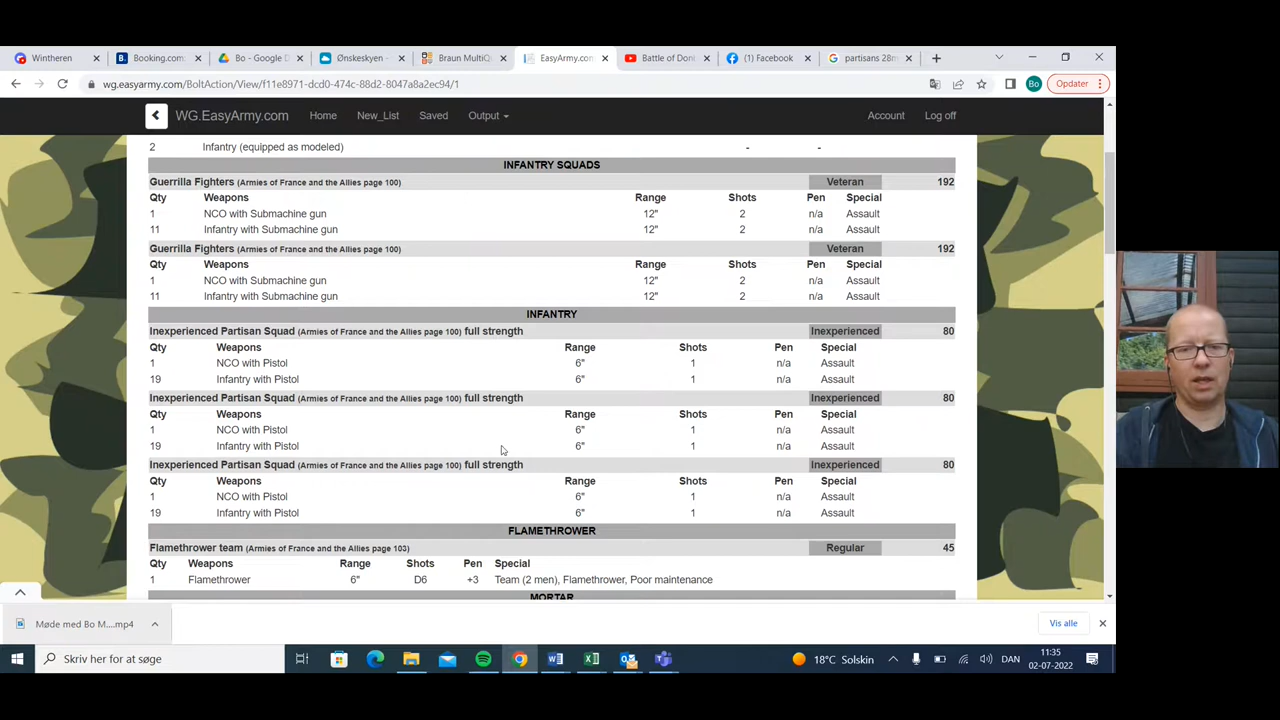 Wintheren
Booking.com:
Bo - Google D
Ønskeskyen -
Braun MultiQ
EasyArmy.com
Battle of Don
(1) Facebook
partisans 28m
wg.easyarmy.com/BoltAction/View/f11e8971-dcd0-474c-88d2-8047a8a2ec94/1
Bo
Opdater
WG.EasyArmy.com Home New_List Saved Output Account Log off
2 Infantry (equipped as modeled) - -
INFANTRY SQUADS
Guerrilla Fighters (Armies of France and the Allies page 100) Veteran 192
Qty Weapons Range Shots Pen Special
1 NCO with Submachine gun 12" 2 n/a Assault
11 Infantry with Submachine gun 12" 2 n/a Assault
Guerrilla Fighters (Armies of France and the Allies page 100) Veteran 192
Qty Weapons Range Shots Pen Special
1 NCO with Submachine gun 12" 2 n/a Assault
11 Infantry with Submachine gun 12" 2 n/a Assault
INFANTRY
Inexperienced Partisan Squad (Armies of France and the Allies page 100) full strength Inexperienced 80
Qty Weapons Range Shots Pen Special
1 NCO with Pistol 6" 1 n/a Assault
19 Infantry with Pistol 6" 1 n/a Assault
Inexperienced Partisan Squad (Armies of France and the Allies page 100) full strength Inexperienced 80
Qty Weapons Range Shots Pen Special
1 NCO with Pistol 6" 1 n/a Assault
19 Infantry with Pistol 6" 1 n/a Assault
Inexperienced Partisan Squad (Armies of France and the Allies page 100) full strength Inexperienced 80
Qty Weapons Range Shots Pen Special
1 NCO with Pistol 6" 1 n/a Assault
19 Infantry with Pistol 6" 1 n/a Assault
FLAMETHROWER
Flamethrower team (Armies of France and the Allies page 103) Regular 45
Qty Weapons Range Shots Pen Special
1 Flamethrower 6" D6 +3 Team (2 men), Flamethrower, Poor maintenance
MORTAR
Møde med Bo M....mp4
Vis alle
Skriv her for at søge
18°C Solskin
DAN
11:35
02-07-2022